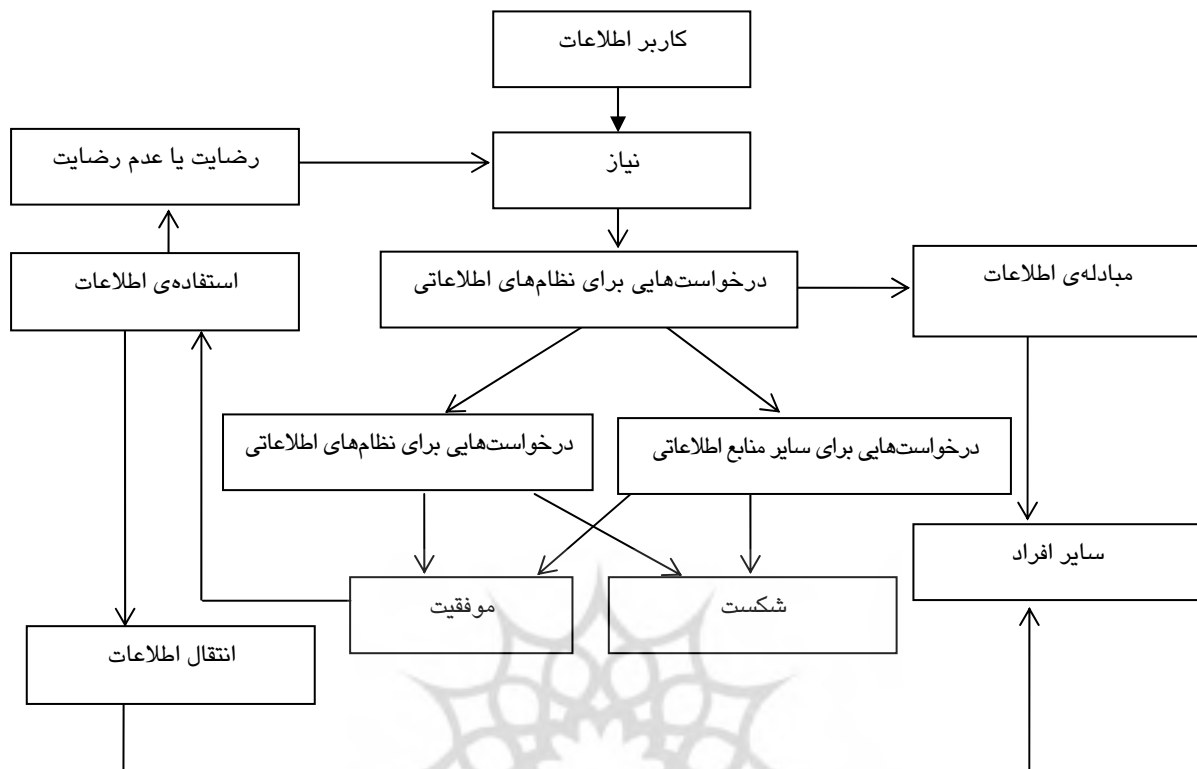 کاربر اطلاعات
رضایت یا عدم رضایت
نیاز
مبادله‌ی اطلاعات
درخواست‌هایی برای نظام‌های اطلاعاتی
استفاده‌ی اطلاعات
درخواست‌هایی برای سایر منابع اطلاعاتی
درخواست‌هایی برای نظام‌های اطلاعاتی
سایر افراد
شکست
موفقیت
انتقال اطلاعات